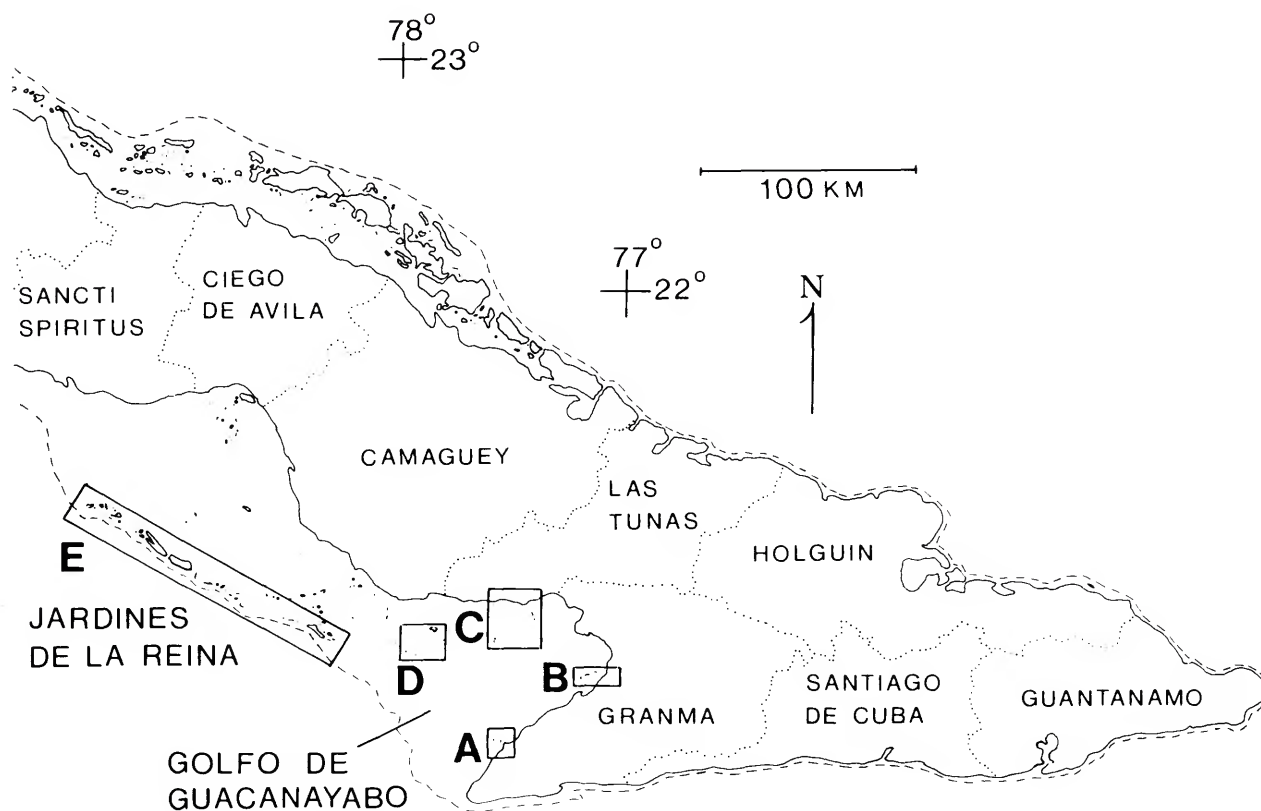 78°
23°
100 KM
77°
22°
N
CIEGO
DE AVILA
SANCTI
SPIRITUS
CAMAGUEY
LAS
TUNAS
HOLGUIN
E
JARDINES
DE LA REINA
C
D
B
A
GRANMA
SANTIAGO
DE CUBA
GUANTANAMO
GOLFO DE
GUACANAYABO